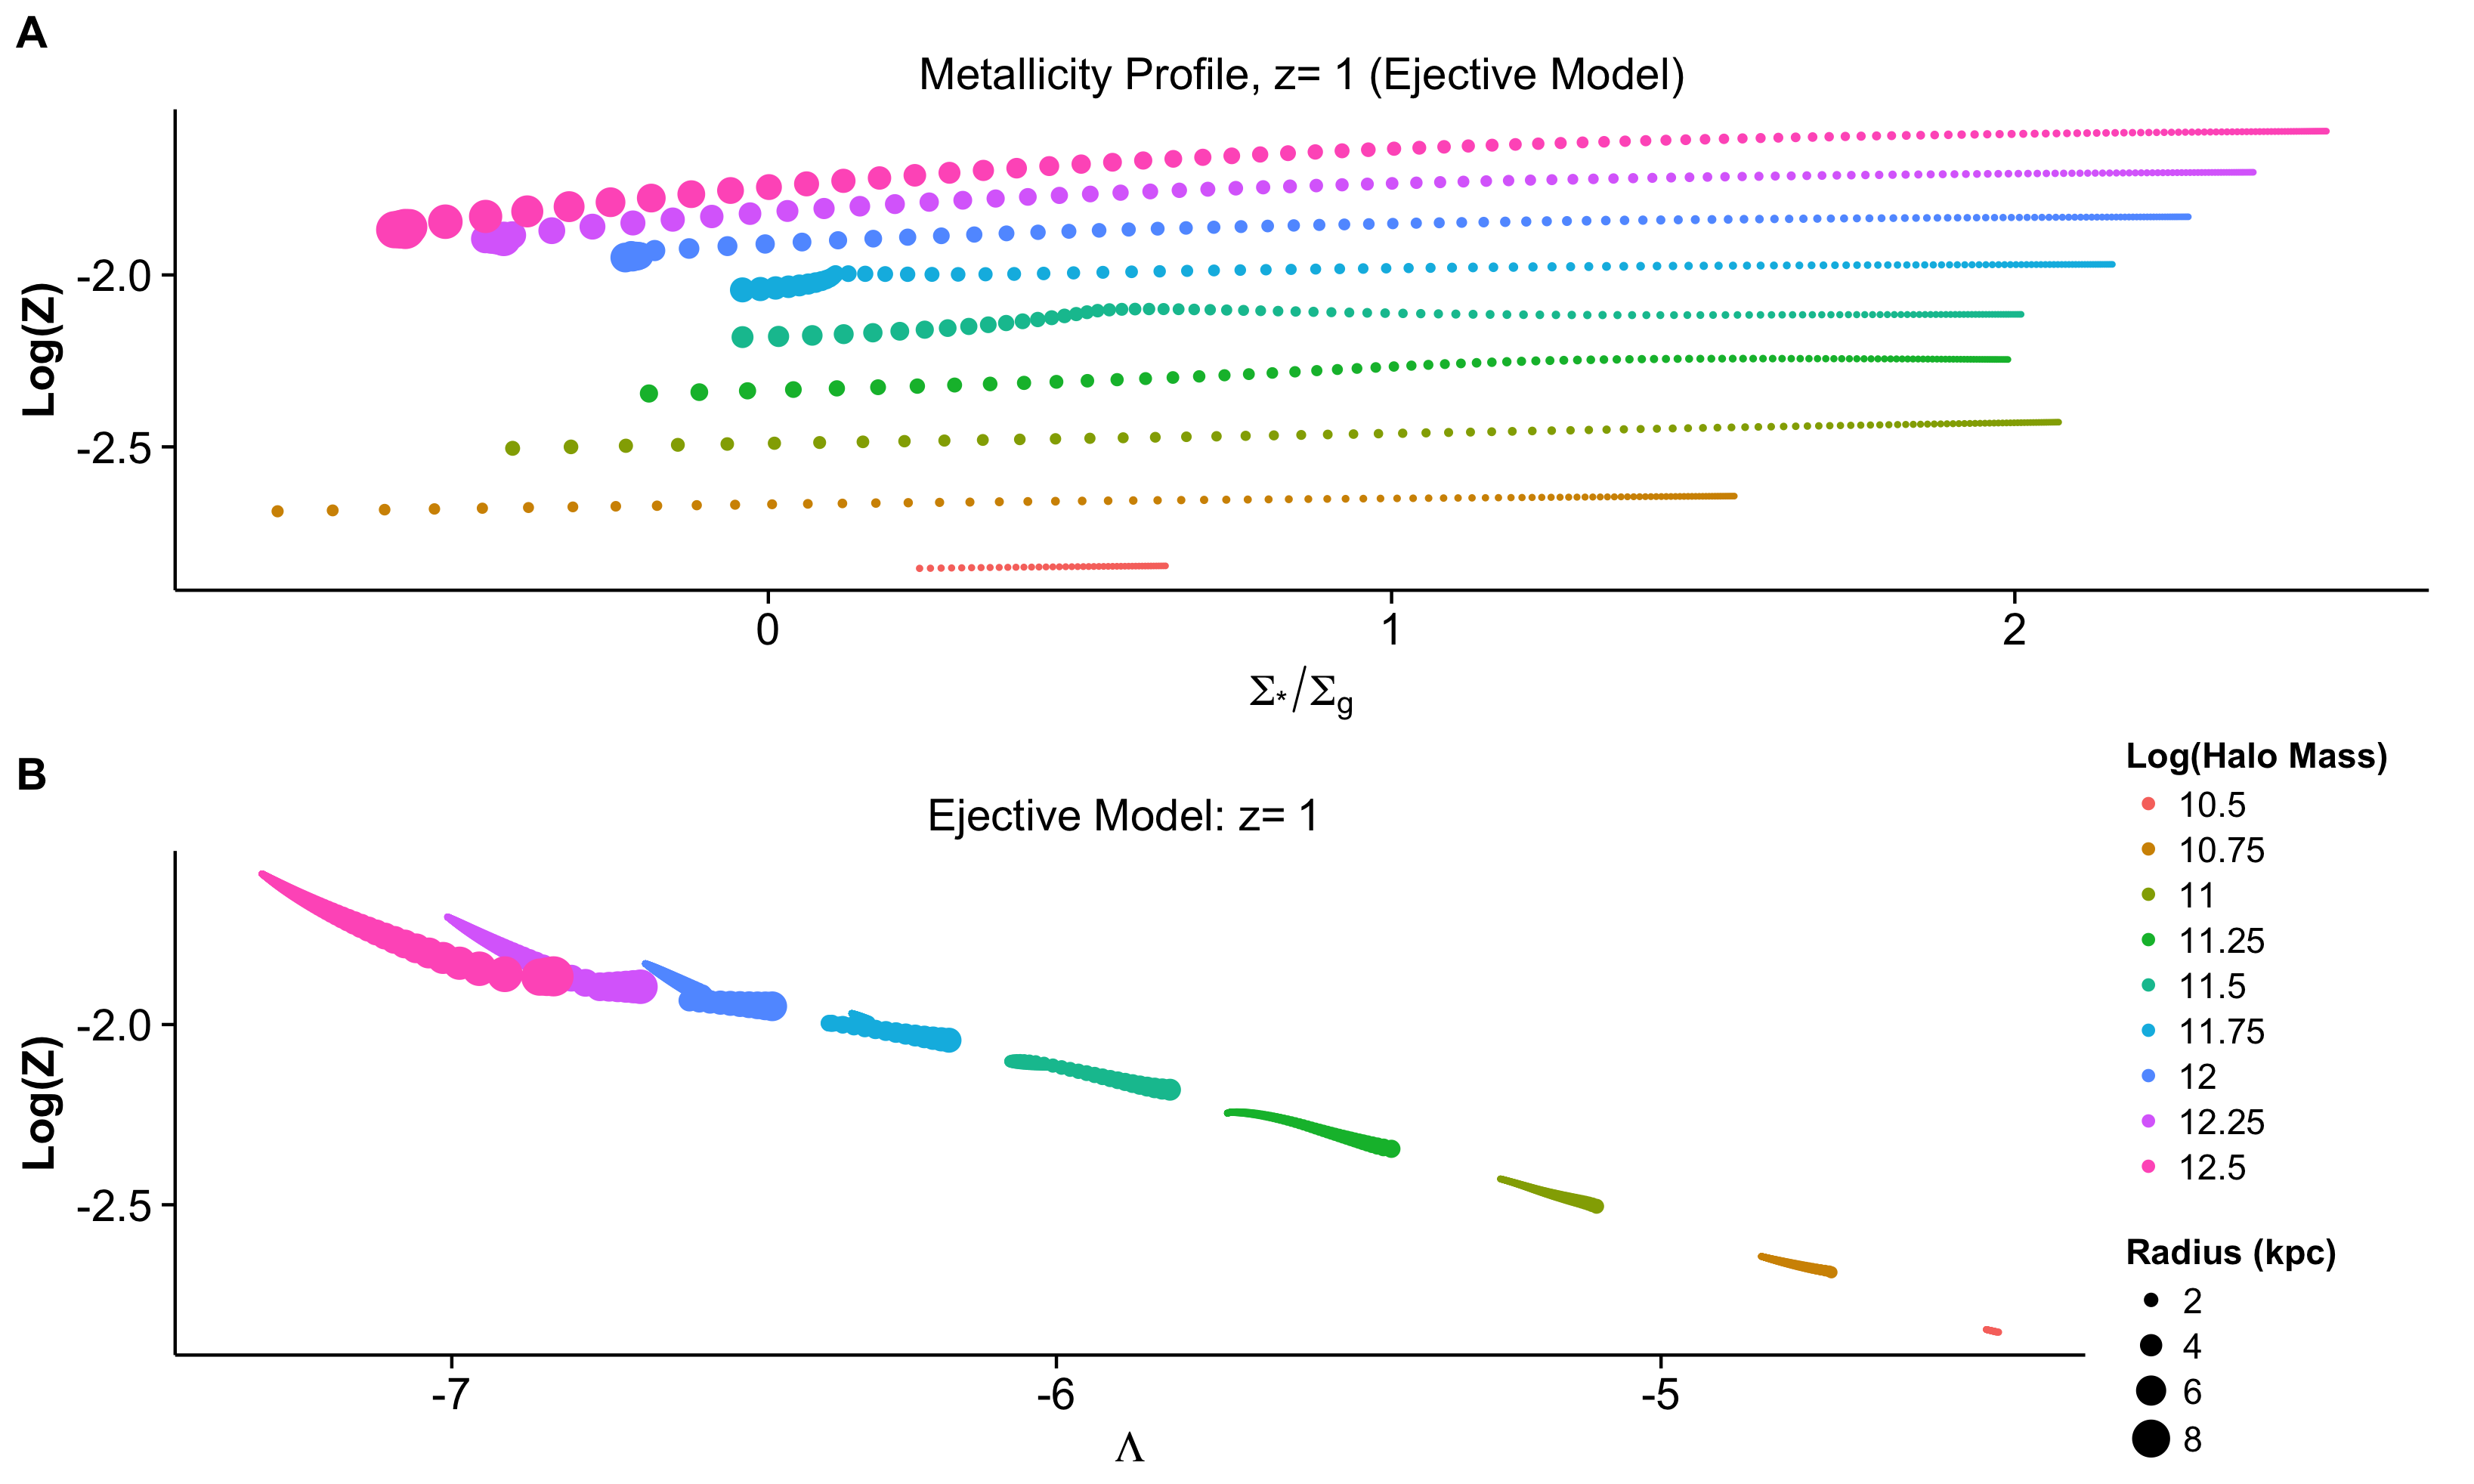 A
Metallicity Profile, z= 1 (Ejective Model)
Log(Z)
-2.0
-2.5
0 1 2
Σ*/Σg
B
Ejective Model: z= 1
Log(Z)
-2.0
-2.5
-7 -6 -5
Λ
Log(Halo Mass)
10.5
10.75
11
11.25
11.5
11.75
12
12.25
12.5
Radius (kpc)
2
4
6
8